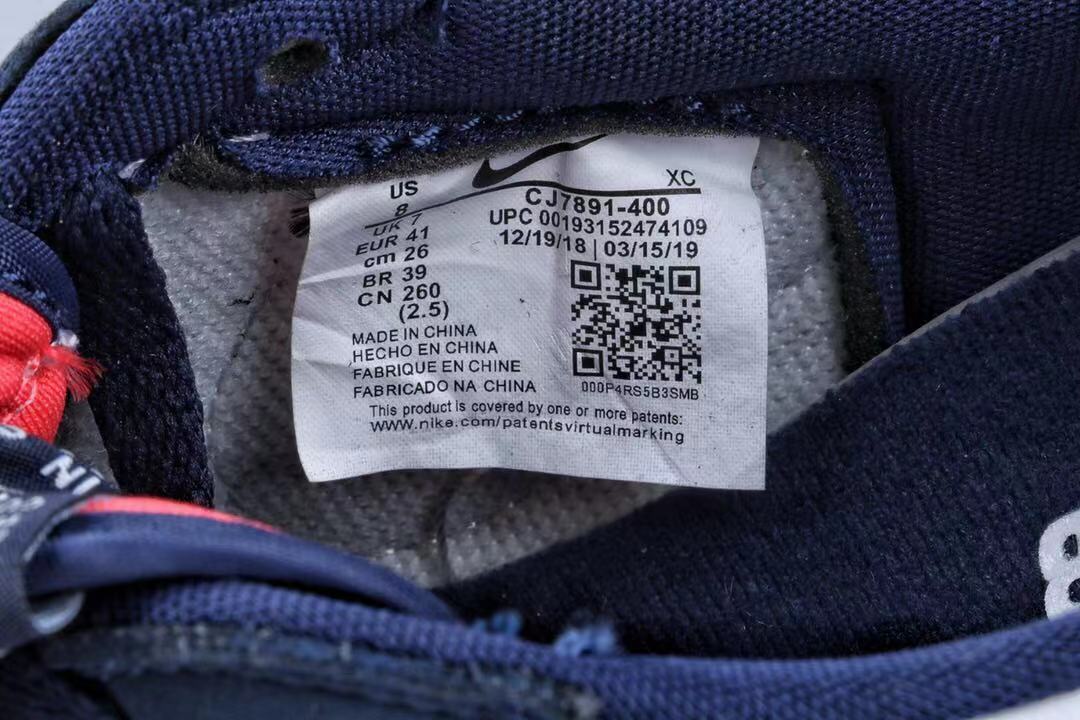 US
8
UK 7
EUR 41
cm 26
BR 39
CN 260
(2.5)
XC
CJ7891-400
UPC 00193152474109
12/19/18 | 03/15/19
000P4RS5B3SMB
MADE IN CHINA
HECHO EN CHINA
FABRIQUE EN CHINE
FABRICADO NA CHINA
This product is covered by one or more patents:
www.nike.com/patentsvirtualmarking
NI
8